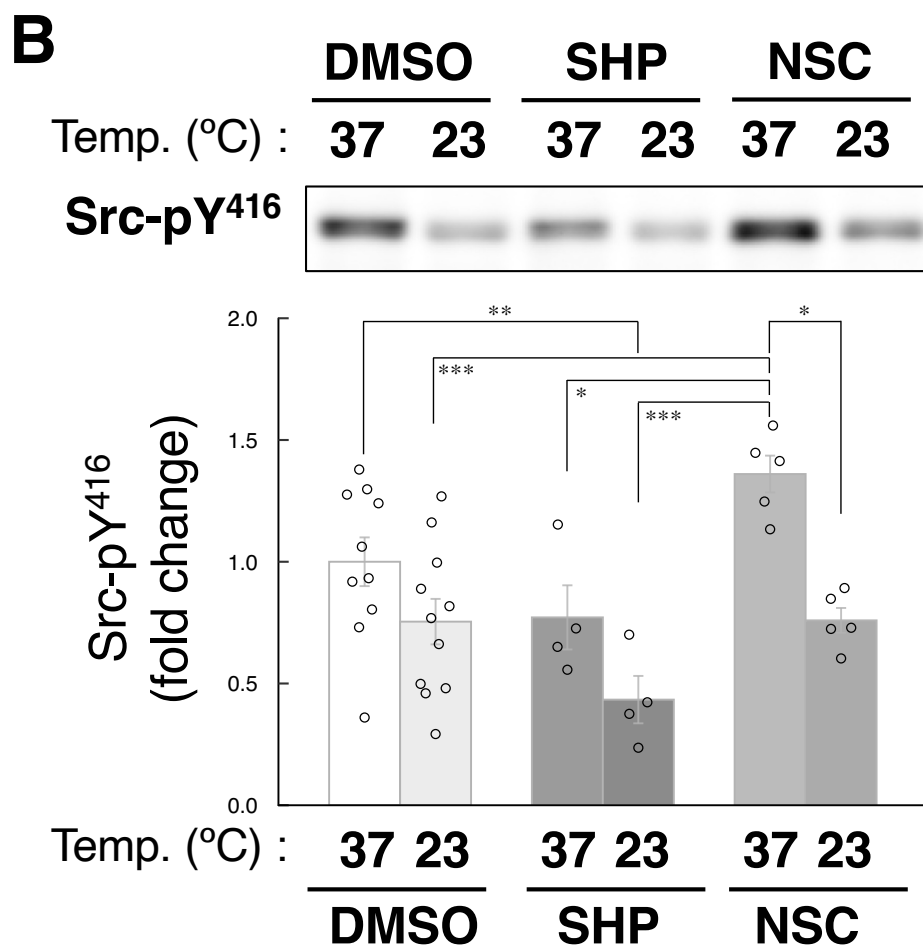 B
DMSO SHP NSC
Temp. (ºC) : 37 23 37 23 37 23
Src-pY416
2.0
1.5
1.0
0.5
0.0
Src-pY416
(fold change)
** *
***
*
***
Temp. (ºC) : 37 23 37 23 37 23
DMSO SHP NSC